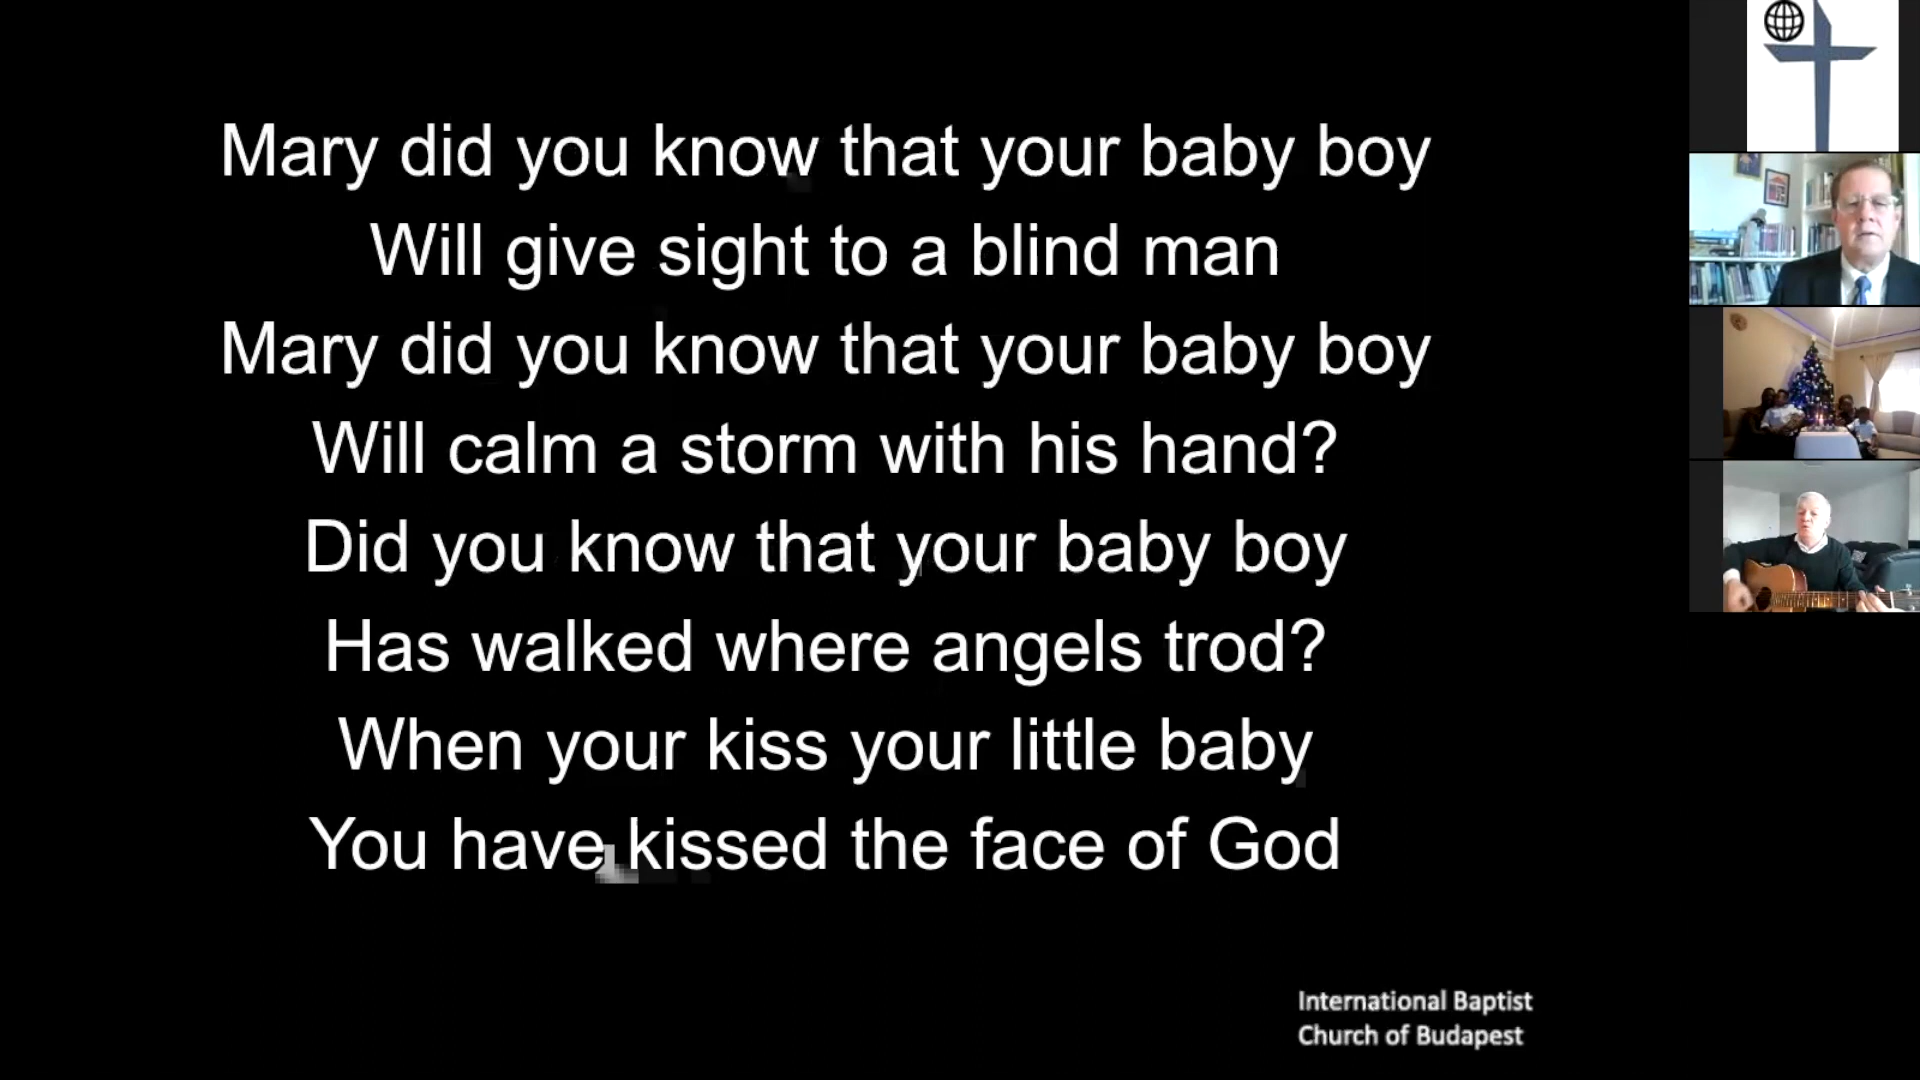 Mary did you know that your baby boy
Will give sight to a blind man
Mary did you know that your baby boy
Will calm a storm with his hand?
Did you know that your baby boy
Has walked where angels trod?
When your kiss your little baby
You have kissed the face of God
International Baptist
Church of Budapest